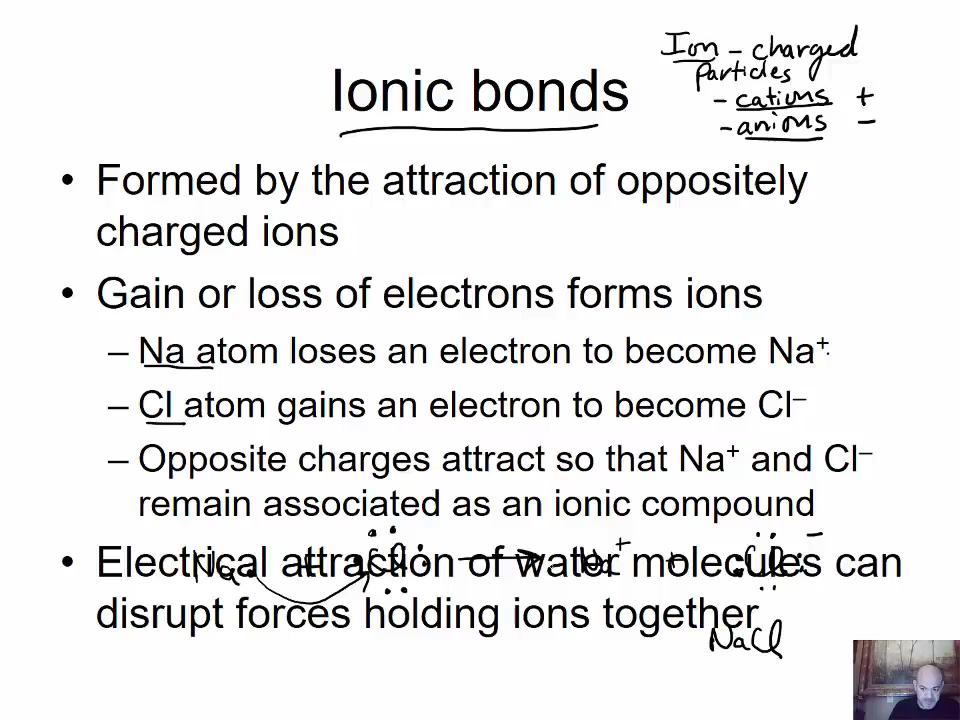 Ion - charged
particles
- cations +
- anions -
Ionic bonds
• Formed by the attraction of oppositely
charged ions
• Gain or loss of electrons forms ions
– Na atom loses an electron to become Na⁺
– Cl atom gains an electron to become Cl⁻
– Opposite charges attract so that Na⁺ and Cl⁻
remain associated as an ionic compound
• Electrical attraction of water molecules can
disrupt forces holding ions together
Na· + :Cl: → Na⁺ + :Cl:⁻
NaCl